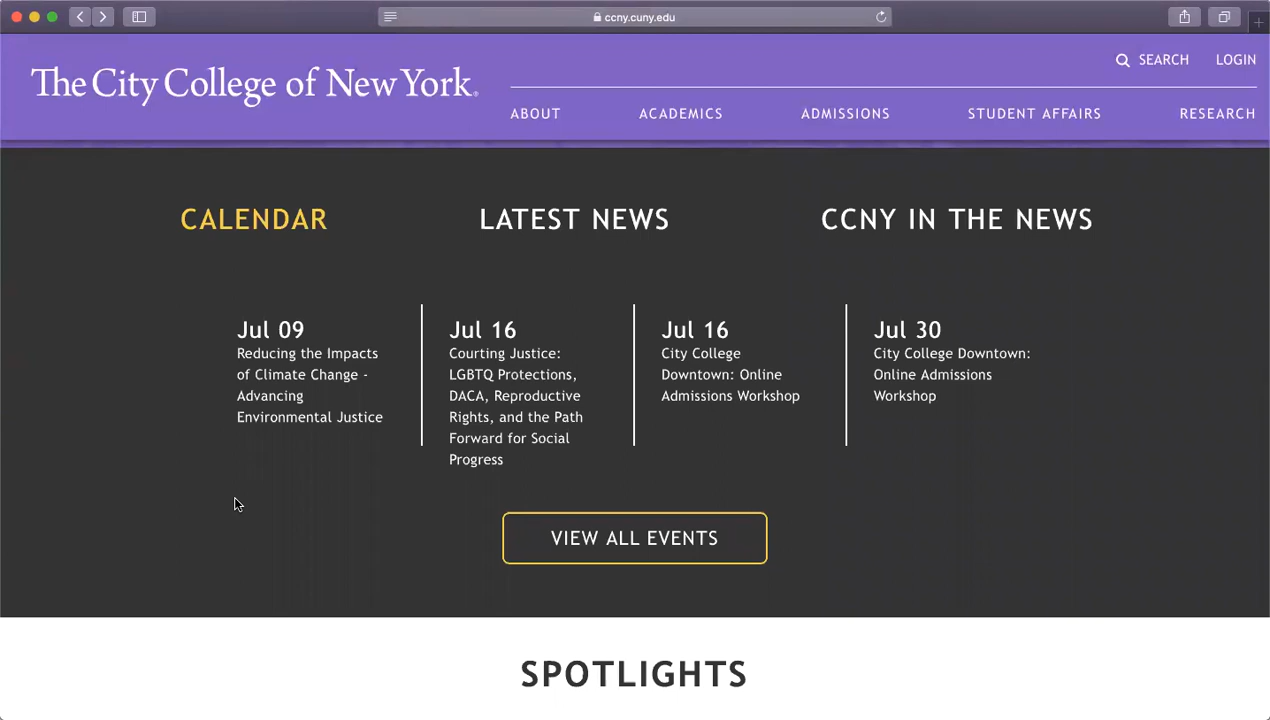 ccny.cuny.edu
The City College of New York
SEARCH
LOGIN
ABOUT
ACADEMICS
ADMISSIONS
STUDENT AFFAIRS
RESEARCH
CALENDAR
LATEST NEWS
CCNY IN THE NEWS
Jul 09
Reducing the Impacts
of Climate Change -
Advancing
Environmental Justice
Jul 16
Courting Justice:
LGBTQ Protections,
DACA, Reproductive
Rights, and the Path
Forward for Social
Progress
Jul 16
City College
Downtown: Online
Admissions Workshop
Jul 30
City College Downtown:
Online Admissions
Workshop
VIEW ALL EVENTS
SPOTLIGHTS